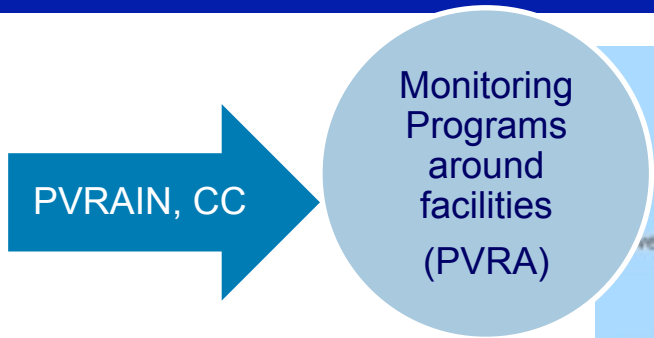 PVRAIN, CC
Monitoring
Programs
around
facilities
(PVRA)